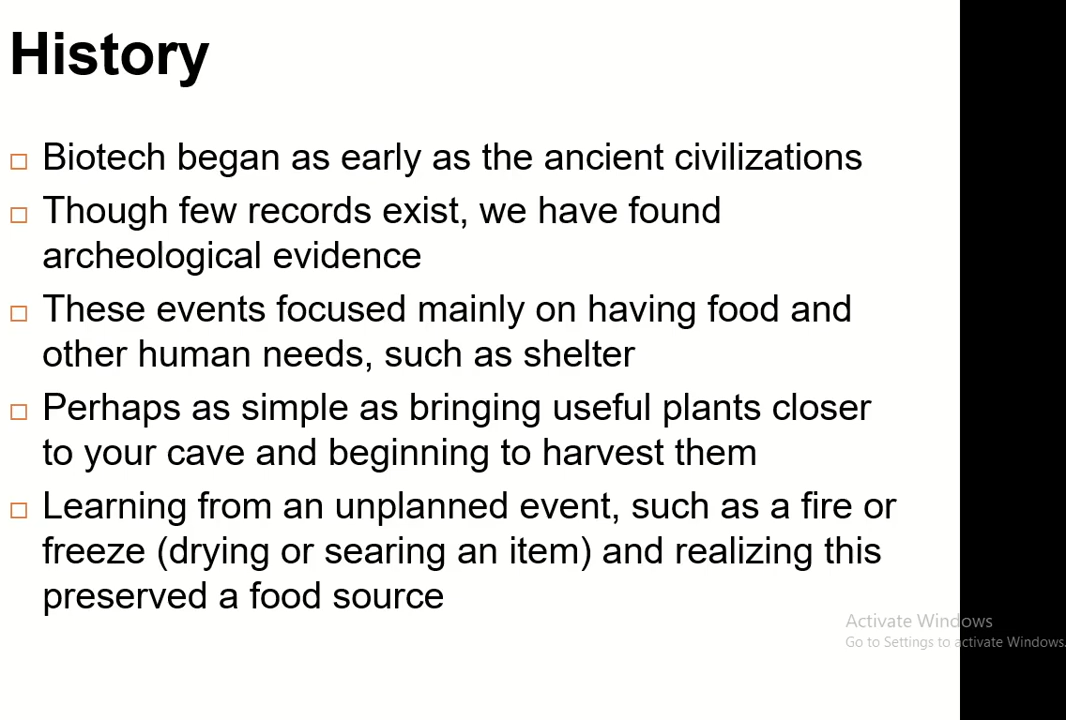 History
Biotech began as early as the ancient civilizations
Though few records exist, we have found
archeological evidence
These events focused mainly on having food and
other human needs, such as shelter
Perhaps as simple as bringing useful plants closer
to your cave and beginning to harvest them
Learning from an unplanned event, such as a fire or
freeze (drying or searing an item) and realizing this
preserved a food source
Activate Windows
Go to Settings to activate Windows.